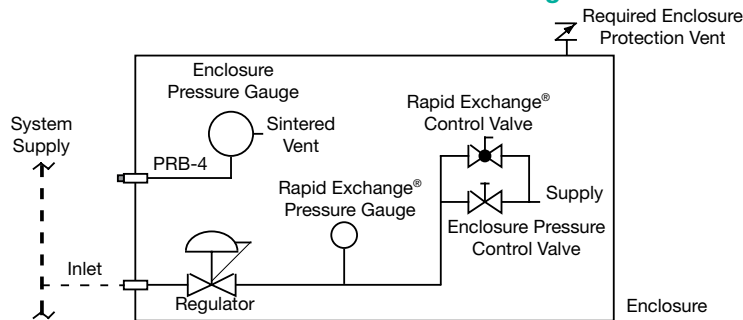 Required Enclosure
Protection Vent
Enclosure
Pressure Gauge
Rapid Exchange®
Control Valve
System
Supply
Sintered
Vent
PRB-4
Rapid Exchange®
Pressure Gauge
Supply
Enclosure Pressure
Control Valve
Inlet
Regulator
Enclosure